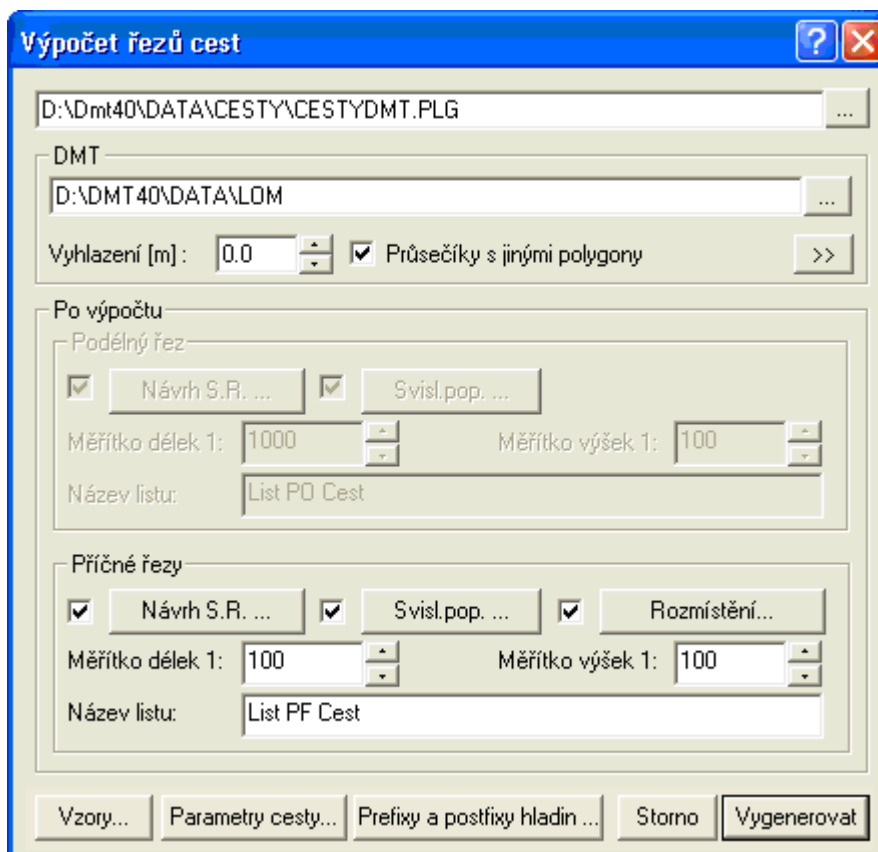 Výpočet řezů cest
D:\Dmt40\DATA\CESTY\CESTYDMT.PLG ...
DMT
D:\DMT40\DATA\LOM ...
Vyhlazení [m] : 0.0 Průsečíky s jinými polygony >>
Po výpočtu
Podélný řez
Návrh S.R. ... Svisl.pop. ...
Měřítko délek 1: 1000 Měřítko výšek 1: 100
Název listu: List PO Cest
Příčné řezy
Návrh S.R. ... Svisl.pop. ... Rozmístění...
Měřítko délek 1: 100 Měřítko výšek 1: 100
Název listu: List PF Cest
Vzory... Parametry cesty... Prefixy a postfixy hladin ... Storno Vygenerovat